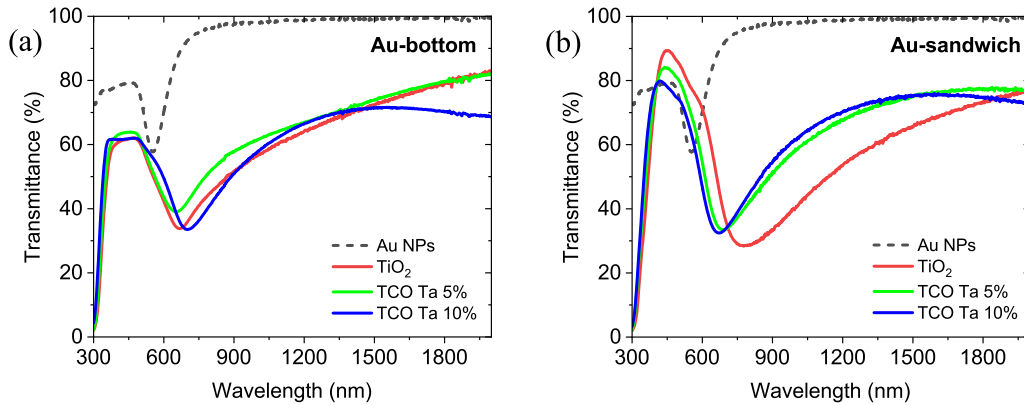 (a)
Au-bottom
Transmittance (%)
100
80
60
40
20
0
Au NPs
TiO₂
TCO Ta 5%
TCO Ta 10%
300 600 900 1200 1500 1800
Wavelength (nm)
(b)
Au-sandwich
Transmittance (%)
100
80
60
40
20
0
Au NPs
TiO₂
TCO Ta 5%
TCO Ta 10%
300 600 900 1200 1500 1800
Wavelength (nm)